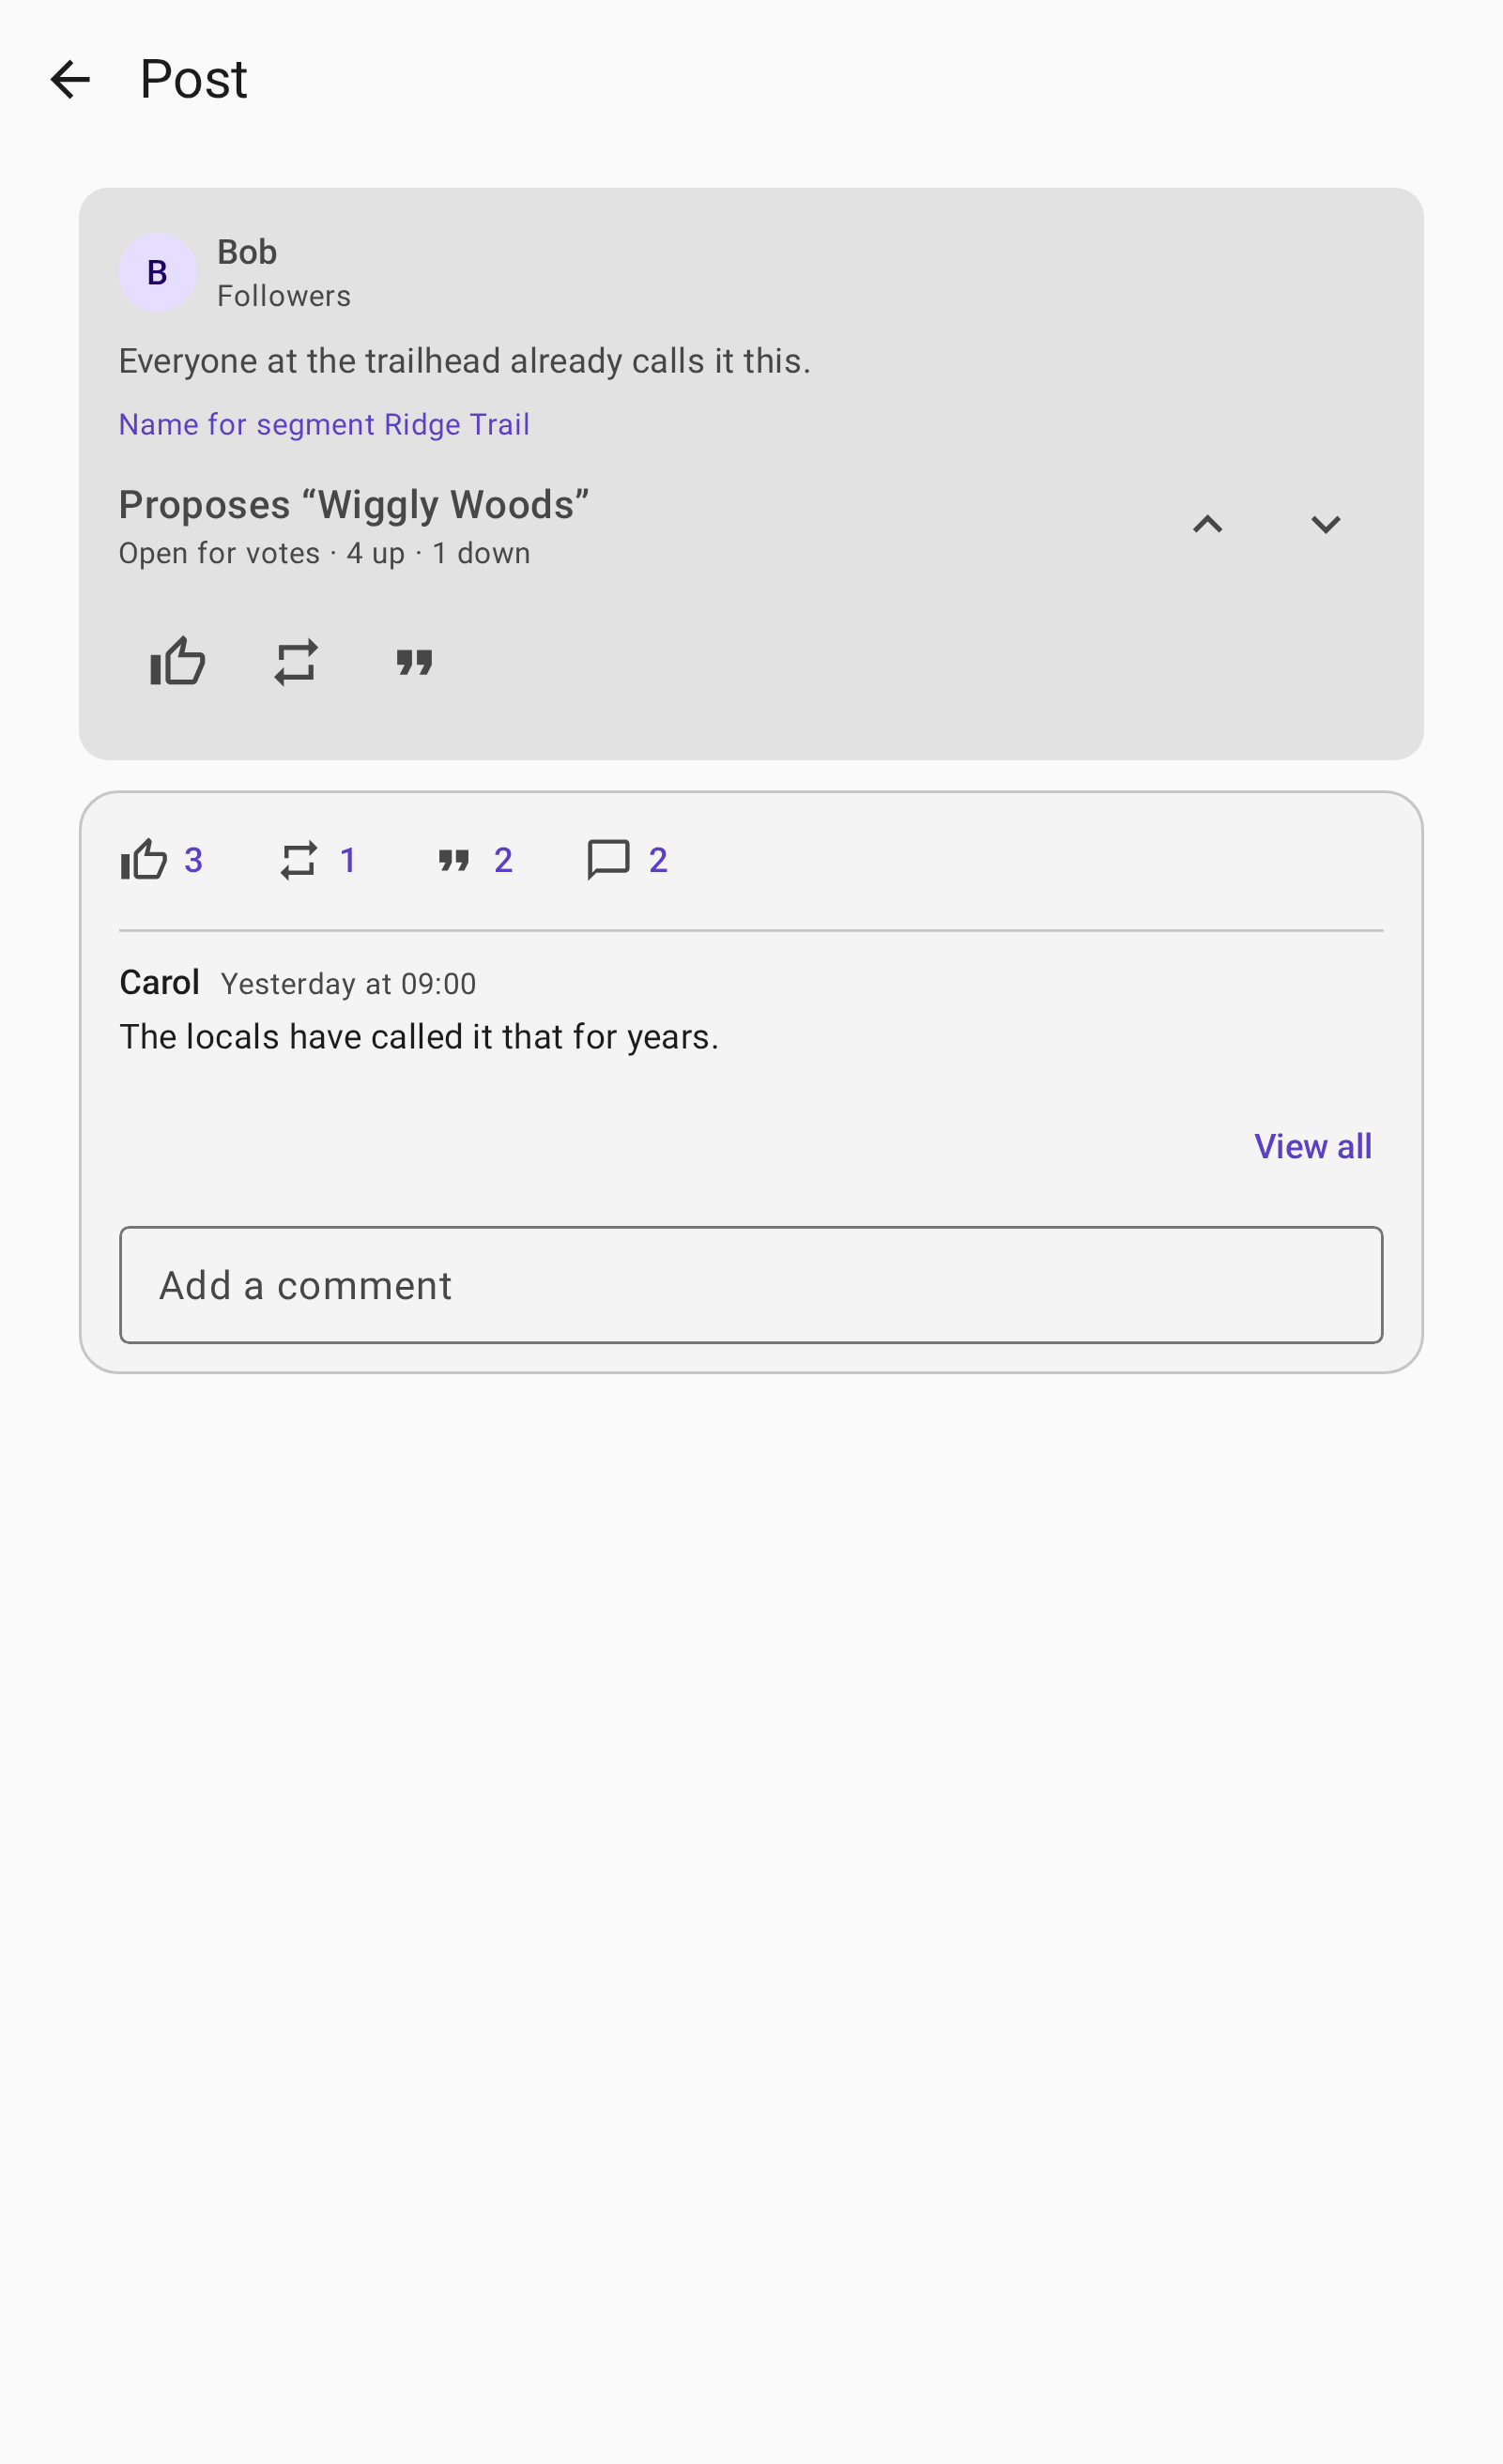 Post
B
Bob
Followers
Everyone at the trailhead already calls it this.
Name for segment Ridge Trail
Proposes “Wiggly Woods”
Open for votes · 4 up · 1 down
3 1 2 2
Carol Yesterday at 09:00
The locals have called it that for years.
View all
Add a comment